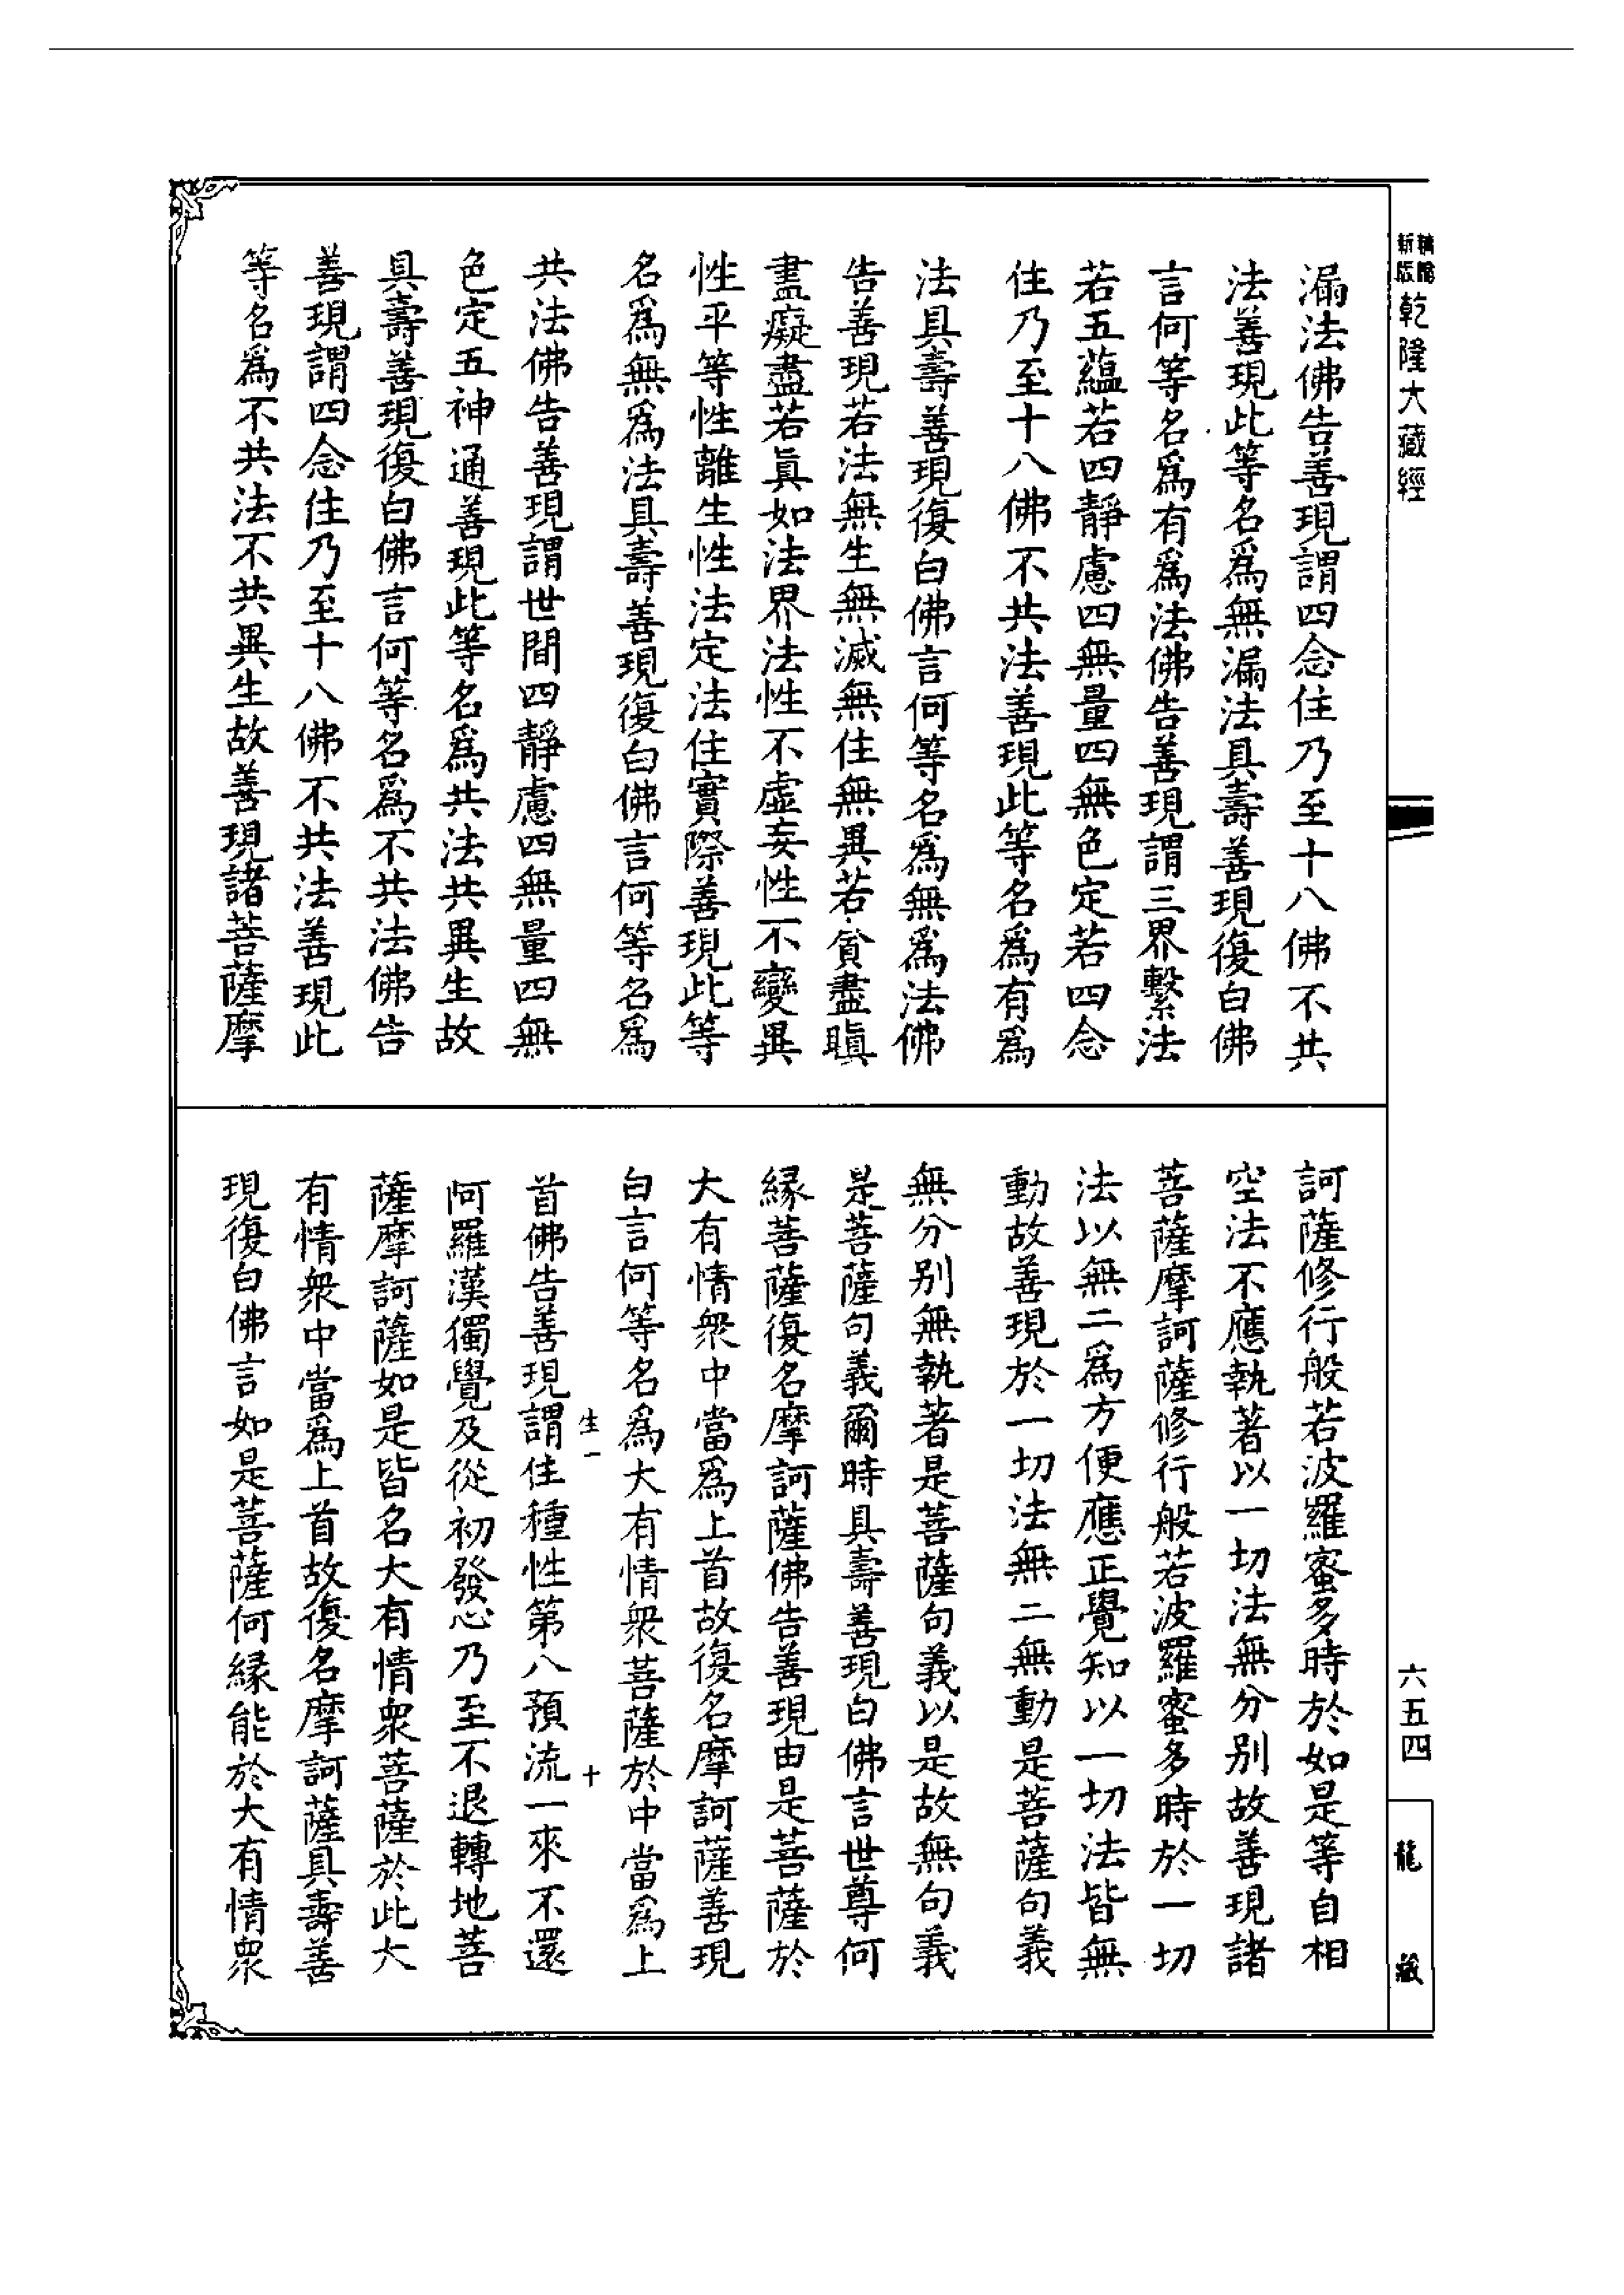 新版
精縮
乾隆大藏經
漏法佛告善現謂四念住乃至十八佛不共
法善現此等名爲無漏法具壽善現復白佛
言何等名爲有爲法佛告善現謂三界繫法
若五蘊若四靜慮四無量四無色定若四念
住乃至十八佛不共法善現此等名爲有爲
法具壽善現復白佛言何等名爲無爲法佛
告善現若法無生無滅無住無異若貪盡瞋
盡癡盡若眞如法界法性不虛妄性不變異
性平等性離生性法定法住實際善現此等
名爲無爲法具壽善現復白佛言何等名爲
共法佛告善現謂世間四靜慮四無量四無
色定五神通善現此等名爲共法共異生故
具壽善現復白佛言何等名爲不共法佛告
善現謂四念住乃至十八佛不共法善現此
等名爲不共法不共異生故善現諸菩薩摩
訶薩修行般若波羅蜜多時於如是等自相
空法不應執著以一切法無分別故善現諸
菩薩摩訶薩修行般若波羅蜜多時於一切
法以無二爲方便應正覺知以一切法皆無
動故善現於一切法無二無動是菩薩句義
無分別無執著是菩薩句義以是故無句義
是菩薩句義爾時具壽善現白佛言世尊何
緣菩薩復名摩訶薩佛告善現由是菩薩於
大有情衆中當爲上首故復名摩訶薩善現
白言何等名爲大有情衆菩薩於中當爲上
生一
十
首佛告善現謂住種性第八預流一來不還
阿羅漢獨覺及從初發心乃至不退轉地菩
薩摩訶薩如是皆名大有情衆菩薩於此大
有情衆中當爲上首故復名摩訶薩具壽善
現復白佛言如是菩薩何緣能於大有情衆
六五四
龍藏